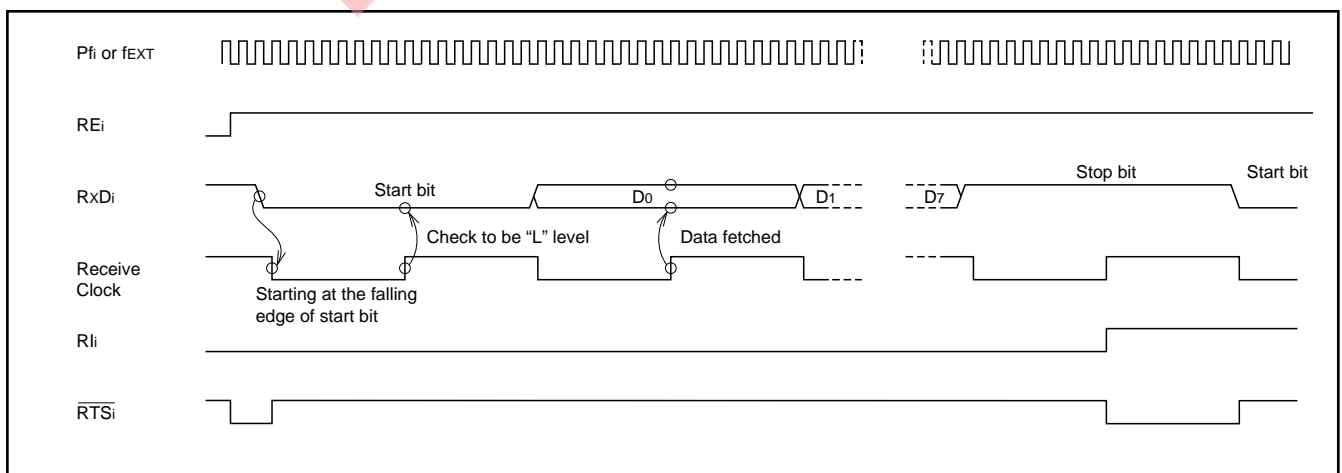 Pfi or fEXT
REi
RxDi
Start bit
D0
D1
D7
Stop bit
Start bit
Check to be “L” level
Data fetched
Receive
Clock
Starting at the falling
edge of start bit
RIi
RTSi